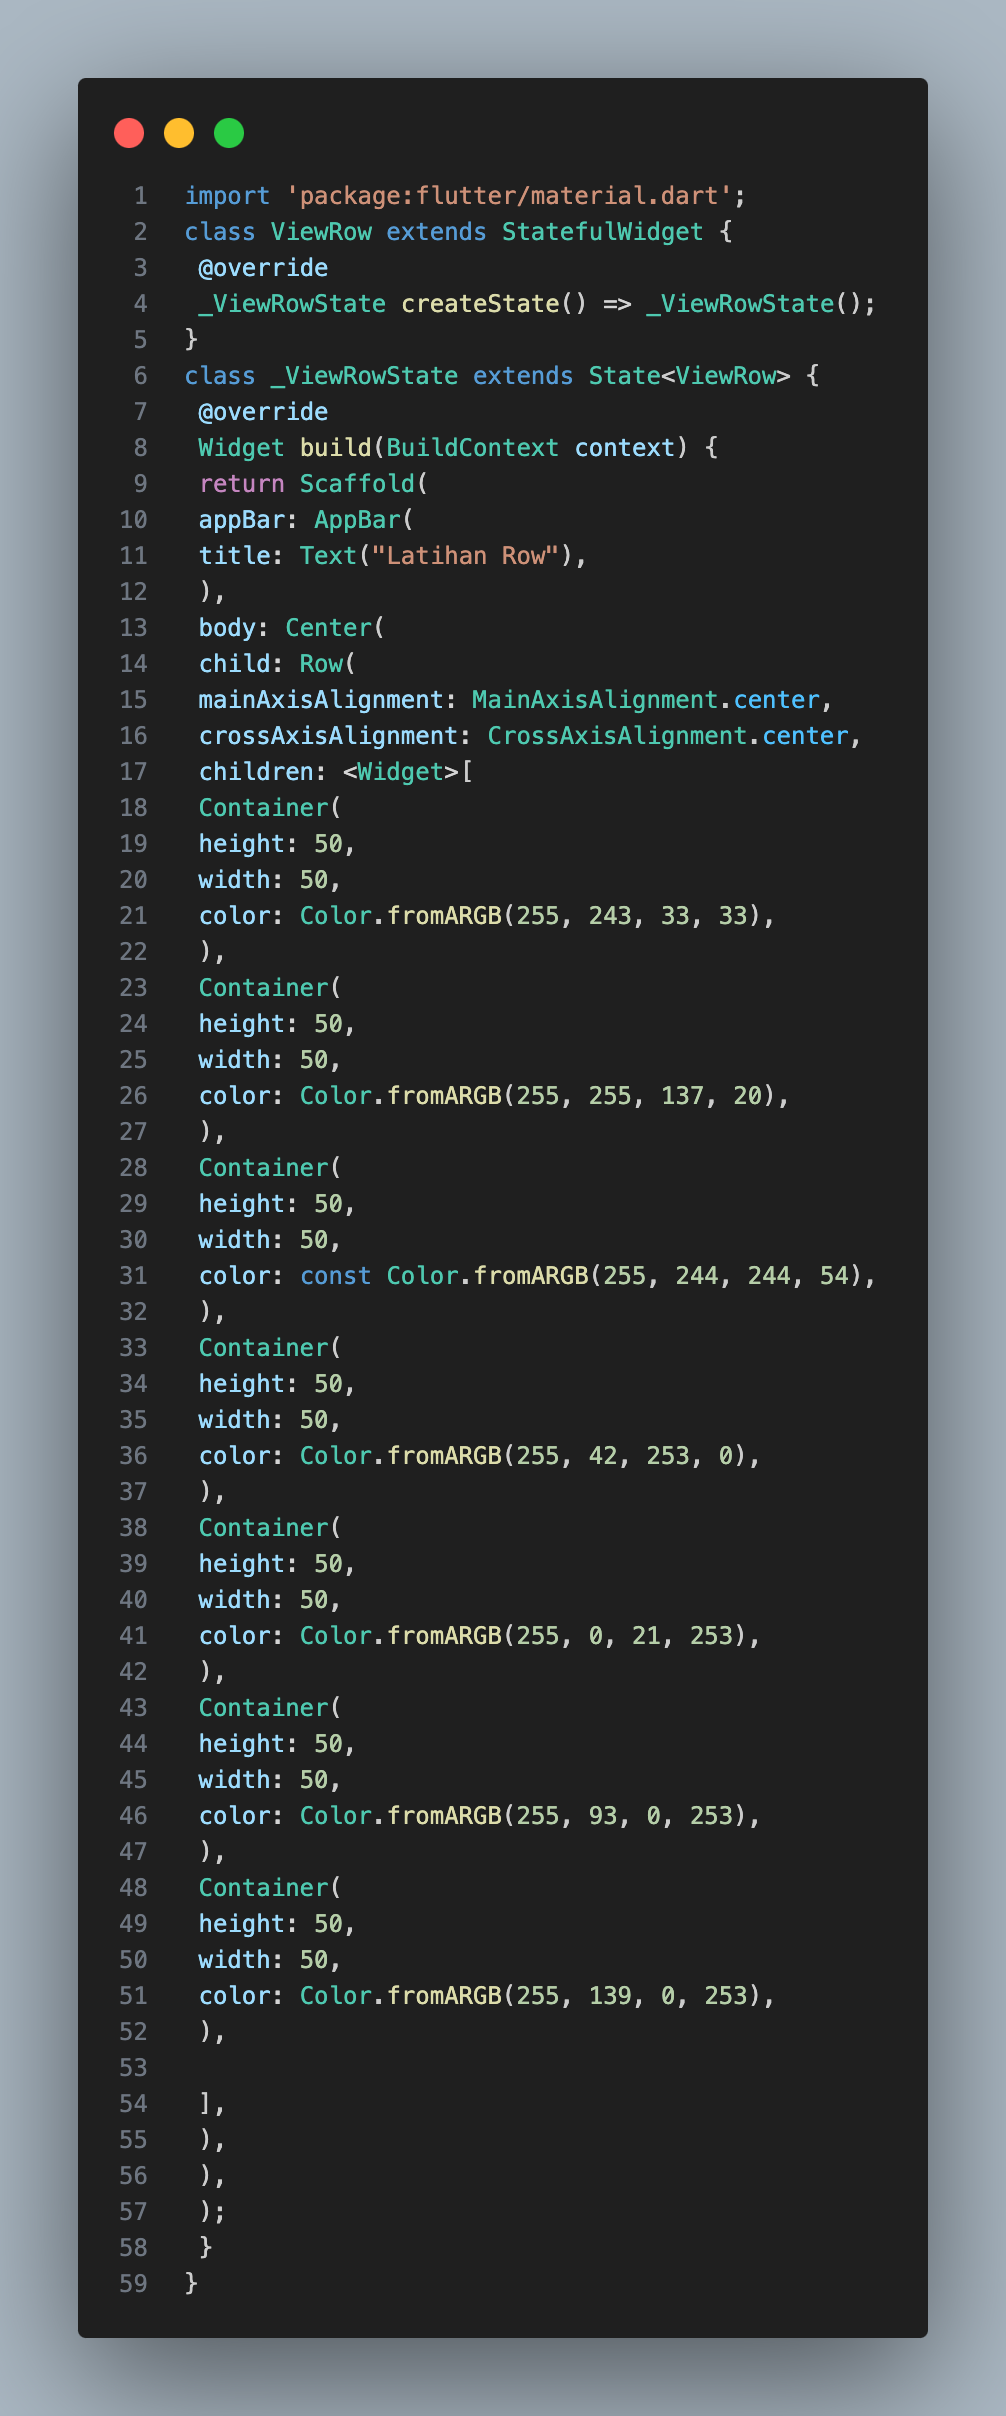 1 import 'package:flutter/material.dart';
2 class ViewRow extends StatefulWidget {
3 @override
4 _ViewRowState createState() => _ViewRowState();
5 }
6 class _ViewRowState extends State<ViewRow> {
7 @override
8 Widget build(BuildContext context) {
9 return Scaffold(
10 appBar: AppBar(
11 title: Text("Latihan Row"),
12 ),
13 body: Center(
14 child: Row(
15 mainAxisAlignment: MainAxisAlignment.center,
16 crossAxisAlignment: CrossAxisAlignment.center,
17 children: <Widget>[
18 Container(
19 height: 50,
20 width: 50,
21 color: Color.fromARGB(255, 243, 33, 33),
22 ),
23 Container(
24 height: 50,
25 width: 50,
26 color: Color.fromARGB(255, 255, 137, 20),
27 ),
28 Container(
29 height: 50,
30 width: 50,
31 color: const Color.fromARGB(255, 244, 244, 54),
32 ),
33 Container(
34 height: 50,
35 width: 50,
36 color: Color.fromARGB(255, 42, 253, 0),
37 ),
38 Container(
39 height: 50,
40 width: 50,
41 color: Color.fromARGB(255, 0, 21, 253),
42 ),
43 Container(
44 height: 50,
45 width: 50,
46 color: Color.fromARGB(255, 93, 0, 253),
47 ),
48 Container(
49 height: 50,
50 width: 50,
51 color: Color.fromARGB(255, 139, 0, 253),
52 ),
53
54 ],
55 ),
56 ),
57 );
58 }
59 }